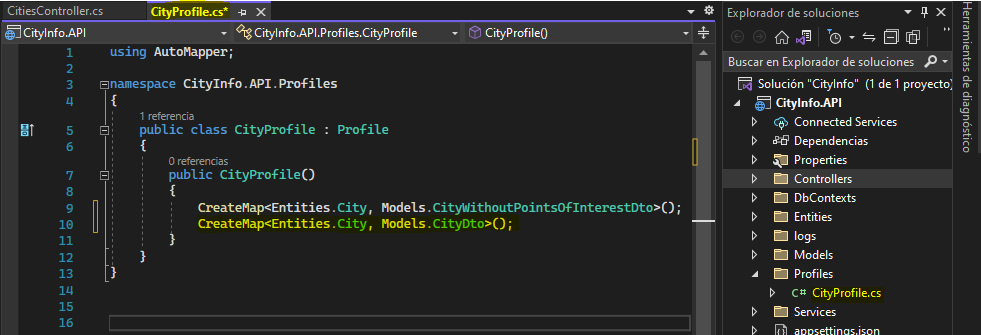 CitiesController.cs
CityProfile.cs*
CityInfo.API
CityInfo.API.Profiles.CityProfile
CityProfile()
1 using AutoMapper;
2
3 namespace CityInfo.API.Profiles
4 {
1 referencia
5 public class CityProfile : Profile
6 {
0 referencias
7 public CityProfile()
8 {
9 CreateMap<Entities.City, Models.CityWithoutPointsOfInterestDto>();
10 CreateMap<Entities.City, Models.CityDto>();
11 }
12 }
13 }
14
15
16
Explorador de soluciones
Buscar en Explorador de soluciones
Solución "CityInfo" (1 de 1 proyecto)
CityInfo.API
Connected Services
Dependencias
Properties
Controllers
DbContexts
Entities
logs
Models
Profiles
C# CityProfile.cs
Services
appsettings.json
Herramientas de diagnóstico